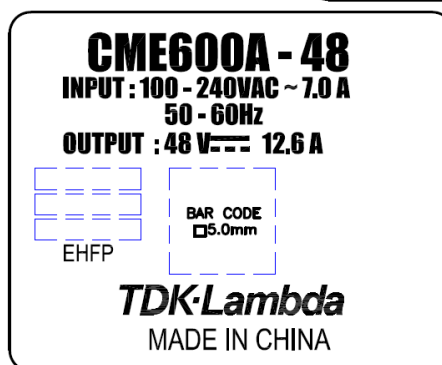 CME600A - 48
INPUT : 100 - 240VAC ~ 7.0 A
50 - 60Hz
OUTPUT : 48 V⎓ 12.6 A
BAR CODE
□5.0mm
EHFP
TDK·Lambda
MADE IN CHINA